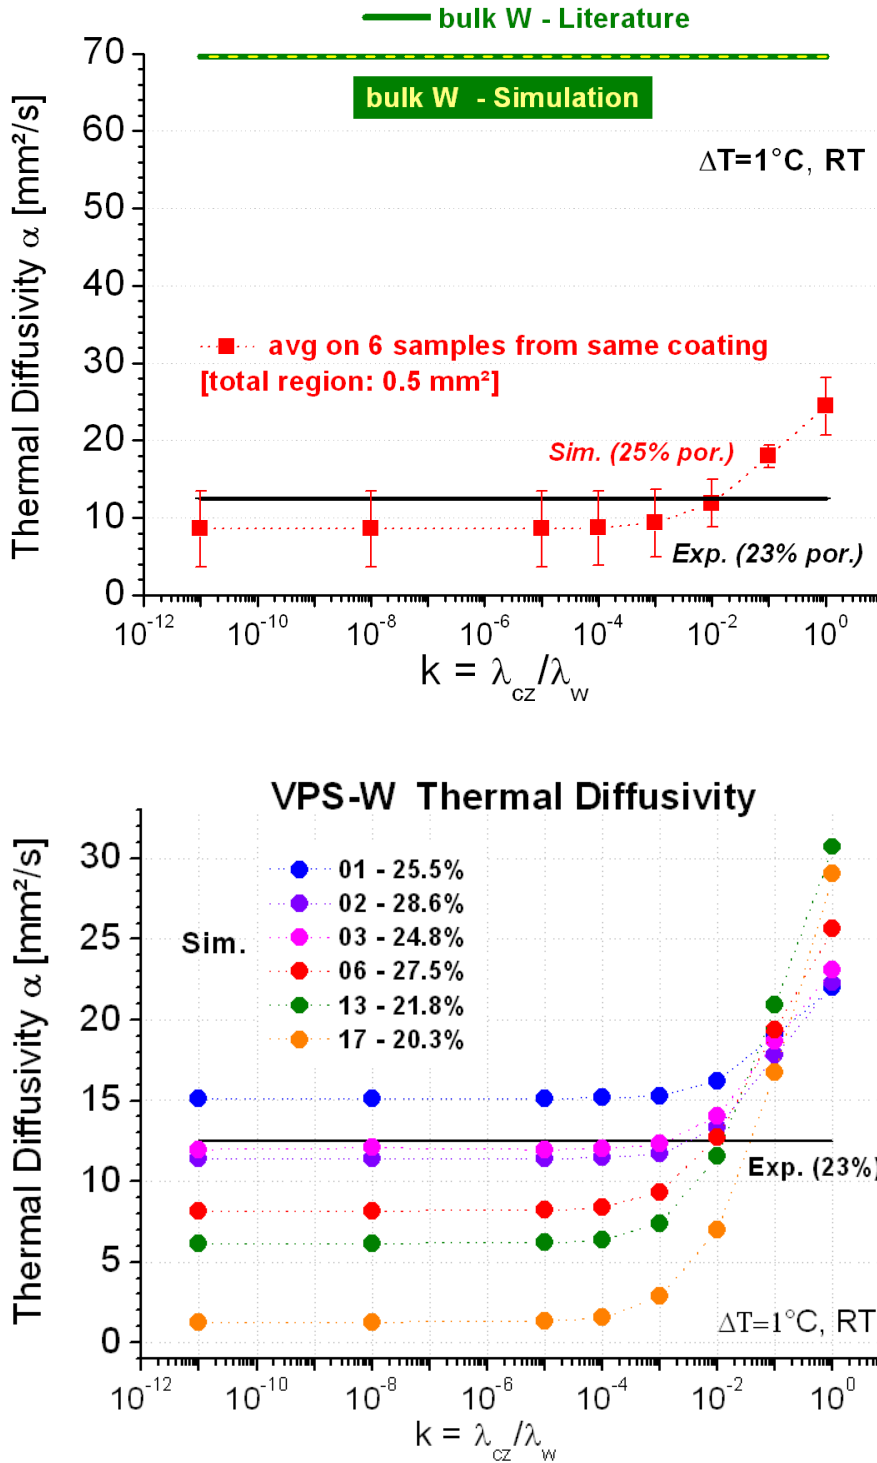 bulk W - Literature
bulk W - Simulation
ΔT=1°C, RT
Thermal Diffusivity α [mm²/s]
70
60
50
40
30
20
10
0
avg on 6 samples from same coating
[total region: 0.5 mm²]
Sim. (25% por.)
Exp. (23% por.)
10⁻¹² 10⁻¹⁰ 10⁻⁸ 10⁻⁶ 10⁻⁴ 10⁻² 10⁰
k = λcz/λw
VPS-W Thermal Diffusivity
Thermal Diffusivity α [mm²/s]
30
25
20
15
10
5
0
Sim.
01 - 25.5%
02 - 28.6%
03 - 24.8%
06 - 27.5%
13 - 21.8%
17 - 20.3%
Exp. (23%)
ΔT=1°C, RT
10⁻¹² 10⁻¹⁰ 10⁻⁸ 10⁻⁶ 10⁻⁴ 10⁻² 10⁰
k = λcz/λw